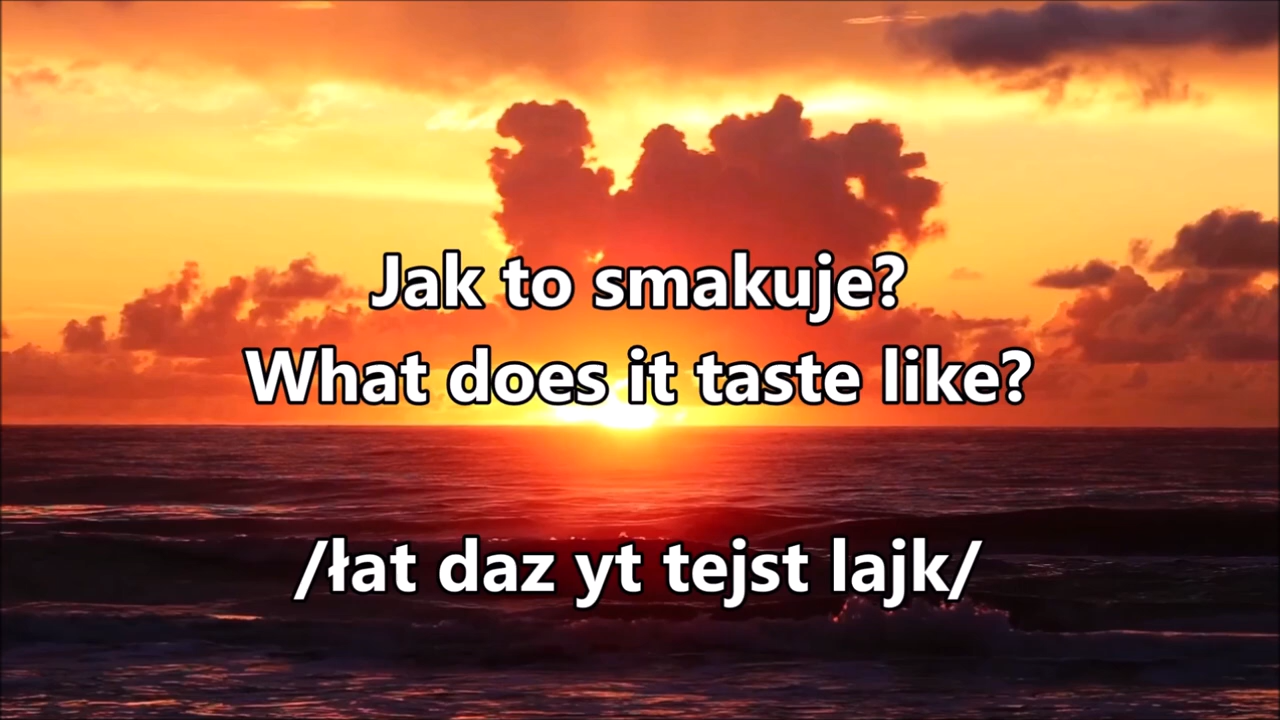 Jak to smakuje?
What does it taste like?
/łat daz yt tejst lajk/